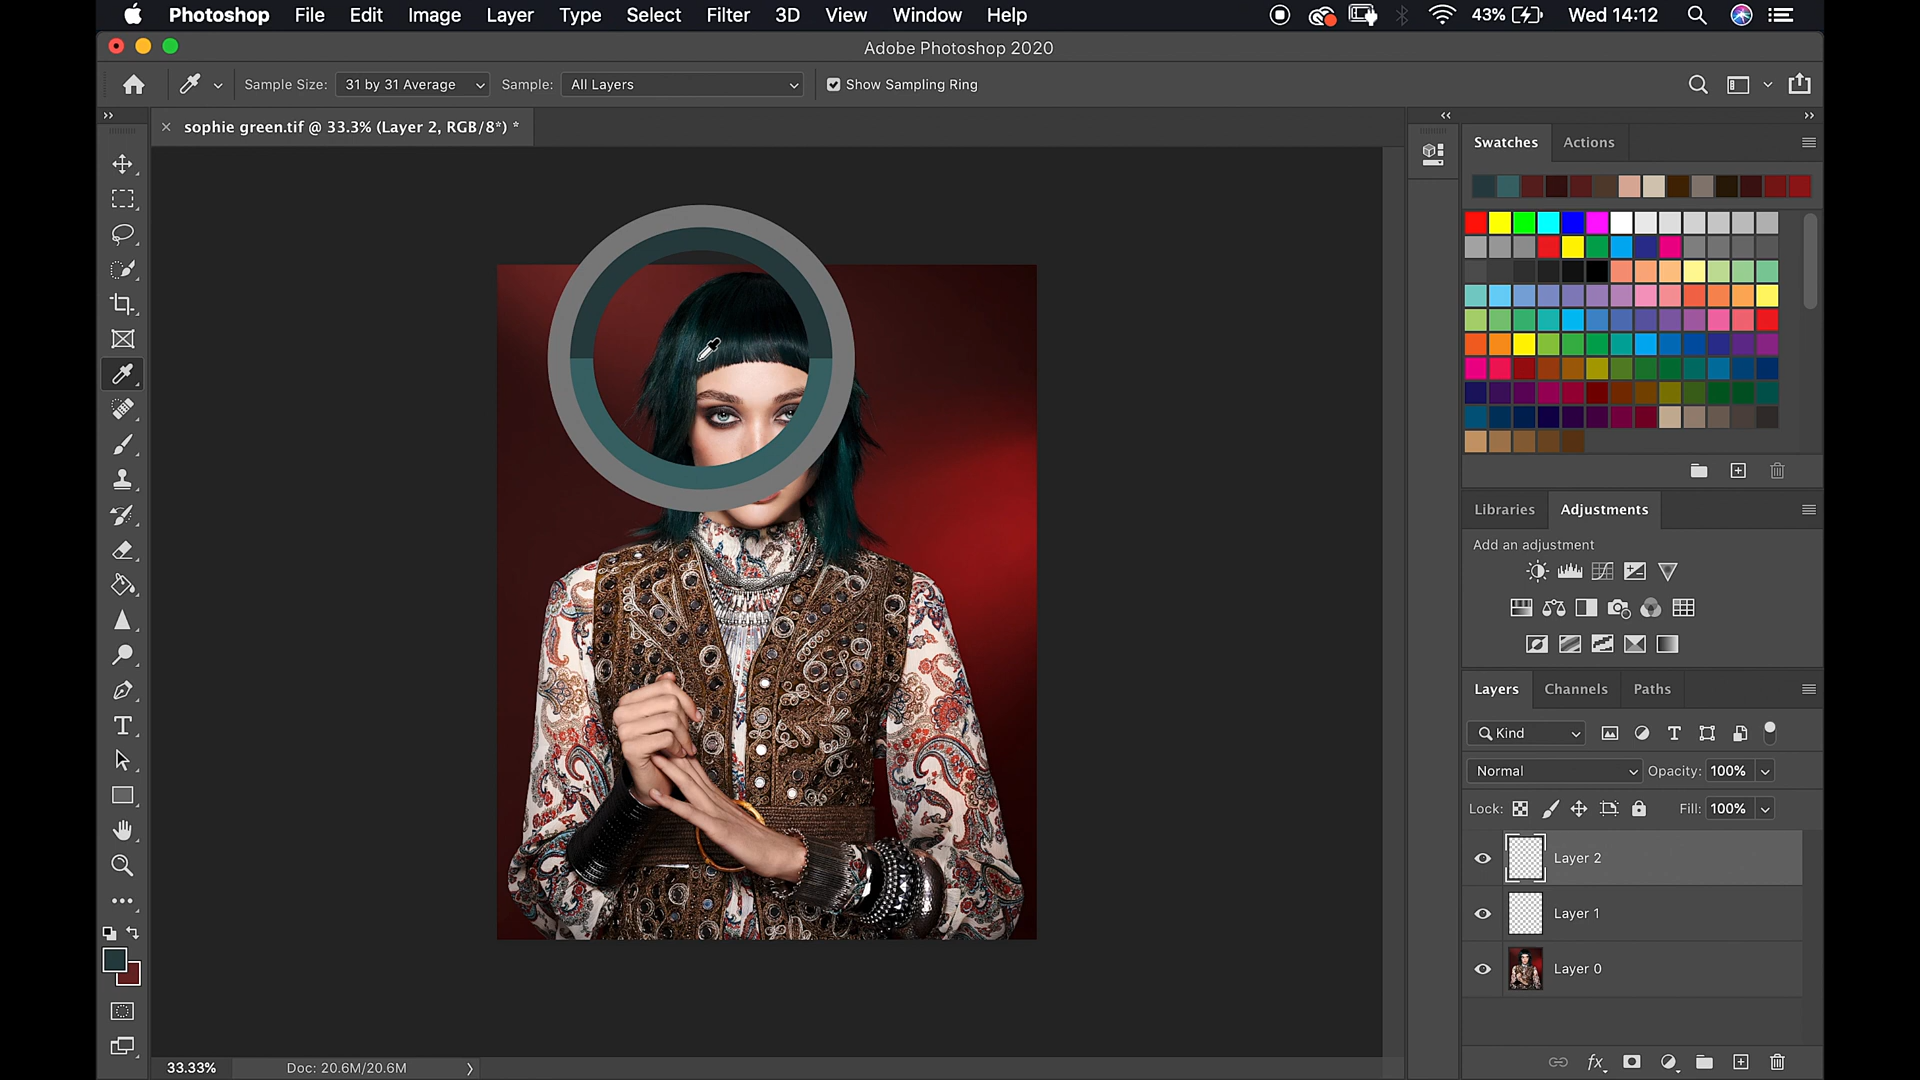 Photoshop File Edit Image Layer Type Select Filter 3D View Window Help 43% Wed 14:12
Adobe Photoshop 2020
Sample Size: 31 by 31 Average Sample: All Layers Show Sampling Ring
sophie green.tif @ 33.3% (Layer 2, RGB/8*) *
Swatches Actions
Libraries Adjustments
Add an adjustment
Layers Channels Paths
Kind
Normal Opacity: 100%
Lock: Fill: 100%
Layer 2
Layer 1
Layer 0
33.33% Doc: 20.6M/20.6M